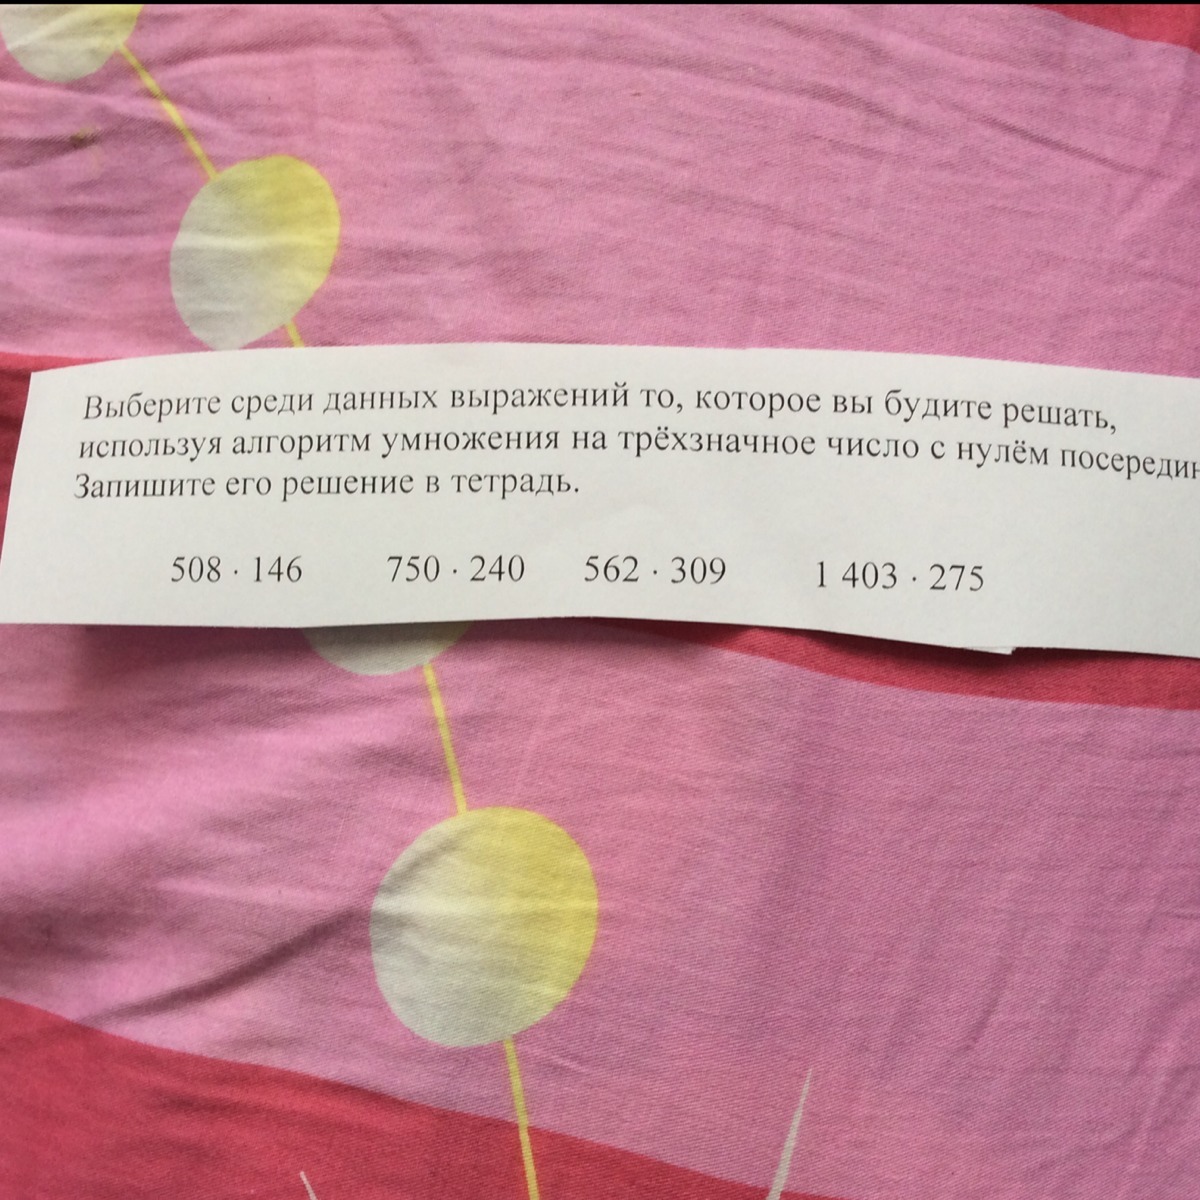 Выберите среди данных выражений то, которое вы будите решать,
используя алгоритм умножения на трёхзначное число с нулём
Запишите его решение в тетрадь.
508 · 146 750 · 240 562 · 309 1 403 · 275